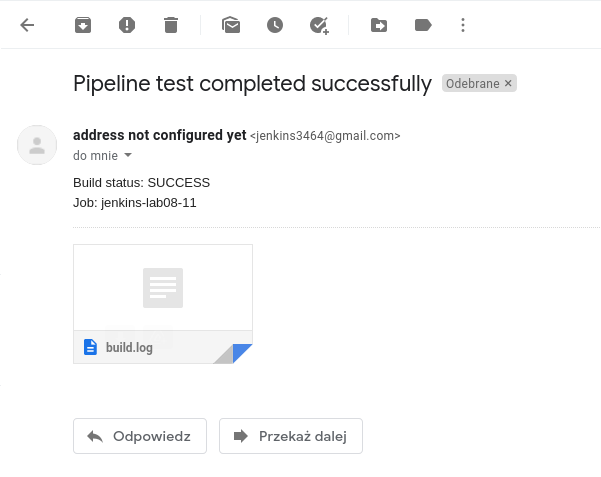 Pipeline test completed successfully Odebrane ×
address not configured yet <jenkins3464@gmail.com>
do mnie
Build status: SUCCESS
Job: jenkins-lab08-11
build.log
Odpowiedz Przekaż dalej